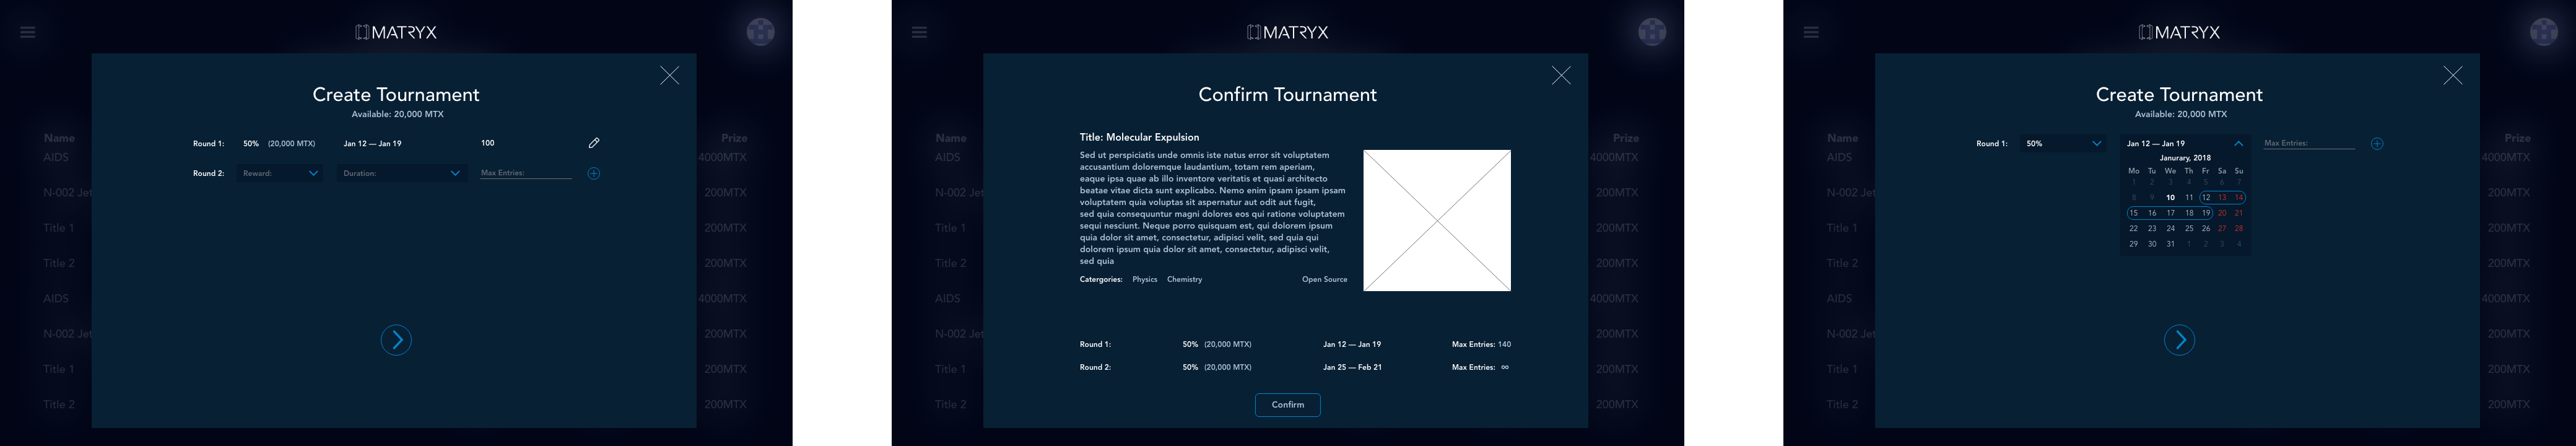 MATRYX
Create Tournament
Available: 20,000 MTX
Name
Prize
Round 1: 50% (20,000 MTX) Jan 12 — Jan 19 100
AIDS
4000MTX
Round 2: Reward: Duration: Max Entries:
N-002 Jet
200MTX
Title 1
200MTX
Title 2
200MTX
AIDS
4000MTX
N-002 Jet
200MTX
Title 1
200MTX
Title 2
200MTX
MATRYX
Confirm Tournament
Name
Prize
Title: Molecular Expulsion
Sed ut perspiciatis unde omnis iste natus error sit voluptatem
accusantium doloremque laudantium, totam rem aperiam,
eaque ipsa quae ab illo inventore veritatis et quasi architecto
beatae vitae dicta sunt explicabo. Nemo enim ipsam ipsam ipsam
voluptatem quia voluptas sit aspernatur aut odit aut fugit,
sed quia consequuntur magni dolores eos qui ratione voluptatem
sequi nesciunt. Neque porro quisquam est, qui dolorem ipsum
quia dolor sit amet, consectetur, adipisci velit, sed quia qui
dolorem ipsum quia dolor sit amet, consectetur, adipisci velit,
sed quia
Catergories: Physics Chemistry Open Source
Round 1: 50% (20,000 MTX) Jan 12 — Jan 19 Max Entries: 140
Round 2: 50% (20,000 MTX) Jan 25 — Feb 21 Max Entries: ∞
Confirm
AIDS
4000MTX
N-002 Jet
200MTX
Title 1
200MTX
Title 2
200MTX
AIDS
4000MTX
N-002 Jet
200MTX
Title 1
200MTX
Title 2
200MTX
MATRYX
Create Tournament
Available: 20,000 MTX
Name
Prize
Round 1: 50% Jan 12 — Jan 19 Max Entries:
Janurary, 2018
Mo Tu We Th Fr Sa Su
1 2 3 4 5 6 7
8 9 10 11 12 13 14
15 16 17 18 19 20 21
22 23 24 25 26 27 28
29 30 31 1 2 3 4
AIDS
4000MTX
N-002 Jet
200MTX
Title 1
200MTX
Title 2
200MTX
AIDS
4000MTX
N-002 Jet
200MTX
Title 1
200MTX
Title 2
200MTX